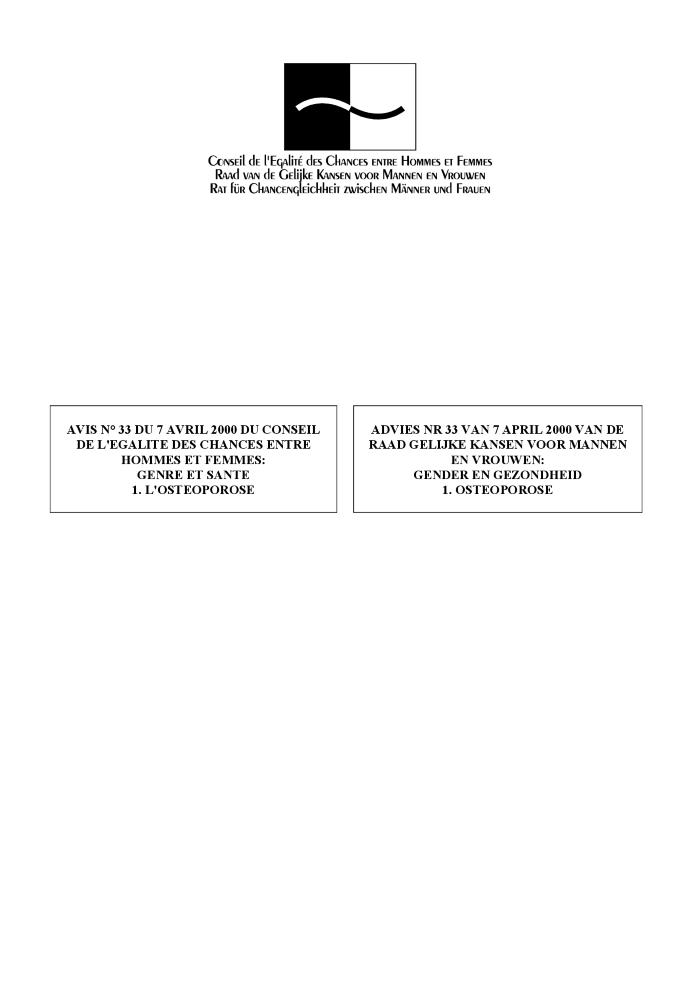 Conseil de l'Egalité des Chances entre Hommes et Femmes
Raad van de Gelijke Kansen voor Mannen en Vrouwen
Rat für Chancengleichheit zwischen Männer und Frauen
AVIS N° 33 DU 7 AVRIL 2000 DU CONSEIL
DE L'EGALITE DES CHANCES ENTRE
HOMMES ET FEMMES:
GENRE ET SANTE
1. L'OSTEOPOROSE
ADVIES NR 33 VAN 7 APRIL 2000 VAN DE
RAAD GELIJKE KANSEN VOOR MANNEN
EN VROUWEN:
GENDER EN GEZONDHEID
1. OSTEOPOROSE